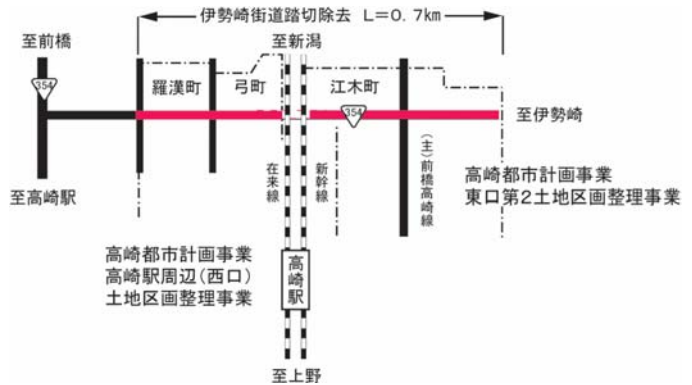 伊勢崎街道踏切除去 L=0.7km
至前橋
至新潟
354
羅漢町
弓町
江木町
354
至伊勢崎
至高崎駅
在来線
新幹線
(主)前橋高崎線
高崎都市計画事業
東口第2土地区画整理事業
高崎都市計画事業
高崎駅周辺(西口)
土地区画整理事業
高崎駅
至上野